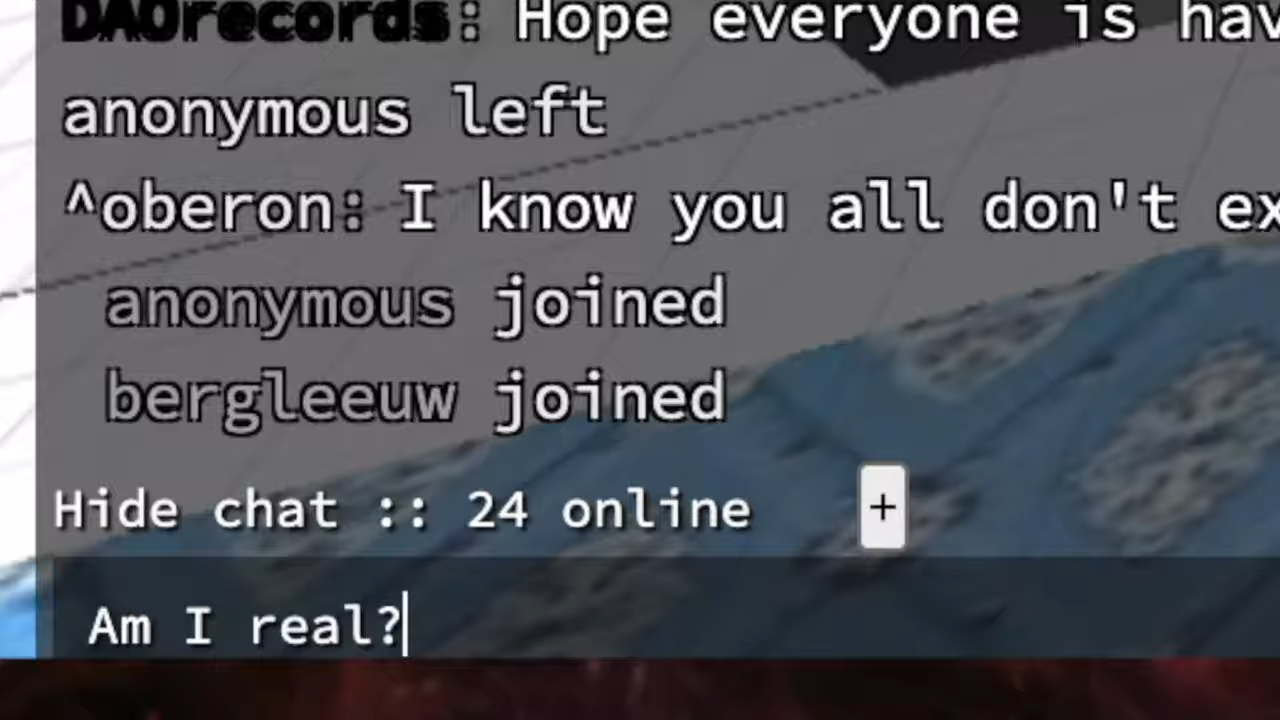 DAOrecords: Hope everyone is hav
anonymous left
^oberon: I know you all don't ex
anonymous joined
bergleeuw joined
Hide chat :: 24 online +
Am I real?